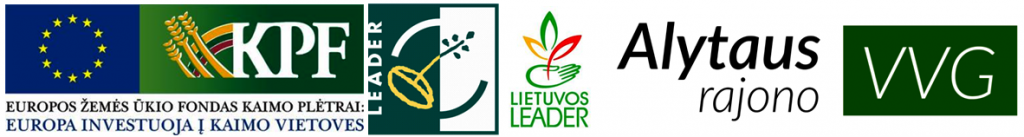 KPF
EUROPOS ŽEMĖS ŪKIO FONDAS KAIMO PLĖTRAI:
EUROPA INVESTUOJA Į KAIMO VIETOVES
LEADER
LIETUVOS
LEADER
Alytaus
rajono
VVG